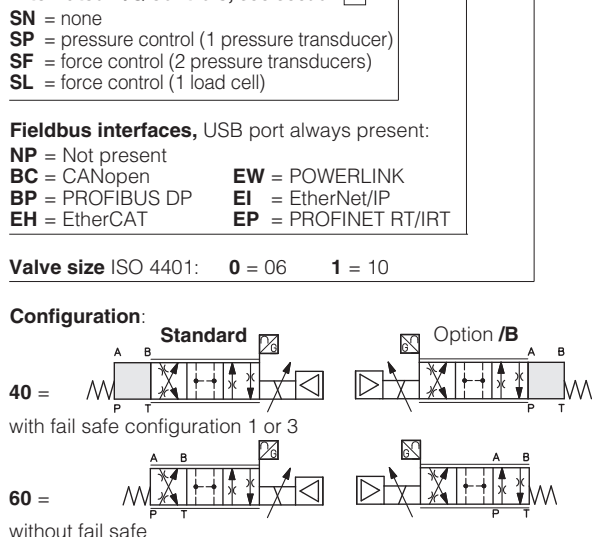 SN = none
SP = pressure control (1 pressure transducer)
SF = force control (2 pressure transducers)
SL = force control (1 load cell)
Fieldbus interfaces, USB port always present:
NP = Not present
BC = CANopen EW = POWERLINK
BP = PROFIBUS DP EI = EtherNet/IP
EH = EtherCAT EP = PROFINET RT/IRT
Valve size ISO 4401: 0 = 06 1 = 10
Configuration:
Standard Option /B
A B A B
40 =
P T P T
with fail safe configuration 1 or 3
A B A B
60 =
P T P T
without fail safe